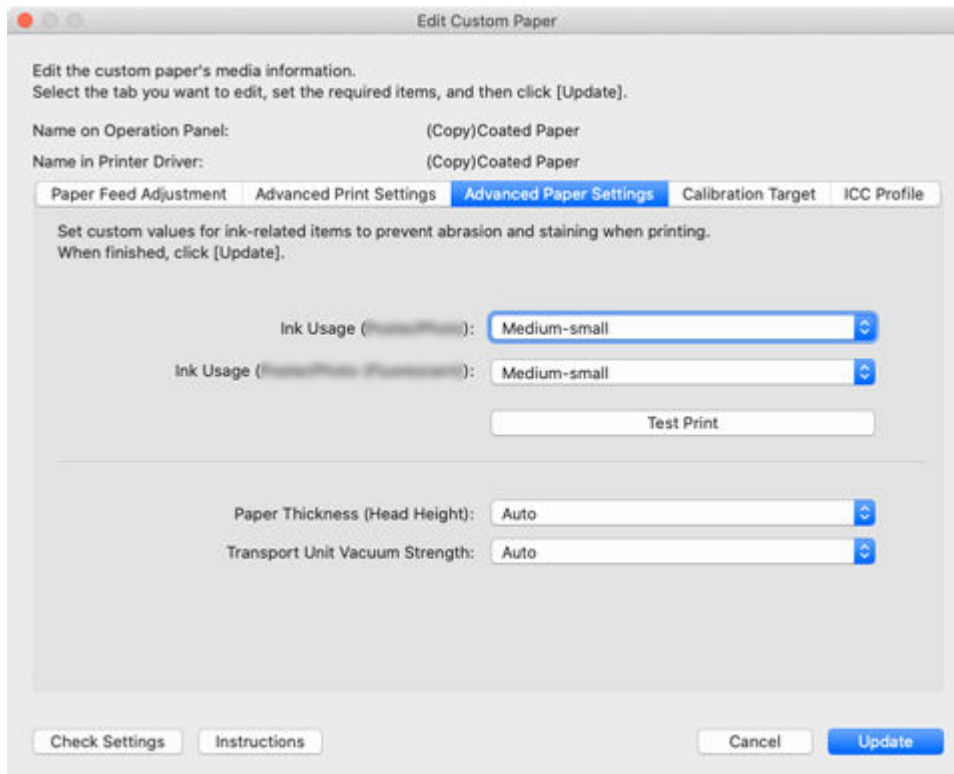 Edit Custom Paper
Edit the custom paper's media information.
Select the tab you want to edit, set the required items, and then click [Update].
Name on Operation Panel: (Copy)Coated Paper
Name in Printer Driver: (Copy)Coated Paper
Paper Feed Adjustment Advanced Print Settings Advanced Paper Settings Calibration Target ICC Profile
Set custom values for ink-related items to prevent abrasion and staining when printing.
When finished, click [Update].
Ink Usage ( ): Medium-small
Ink Usage ( ): Medium-small
Test Print
Paper Thickness (Head Height): Auto
Transport Unit Vacuum Strength: Auto
Check Settings Instructions Cancel Update